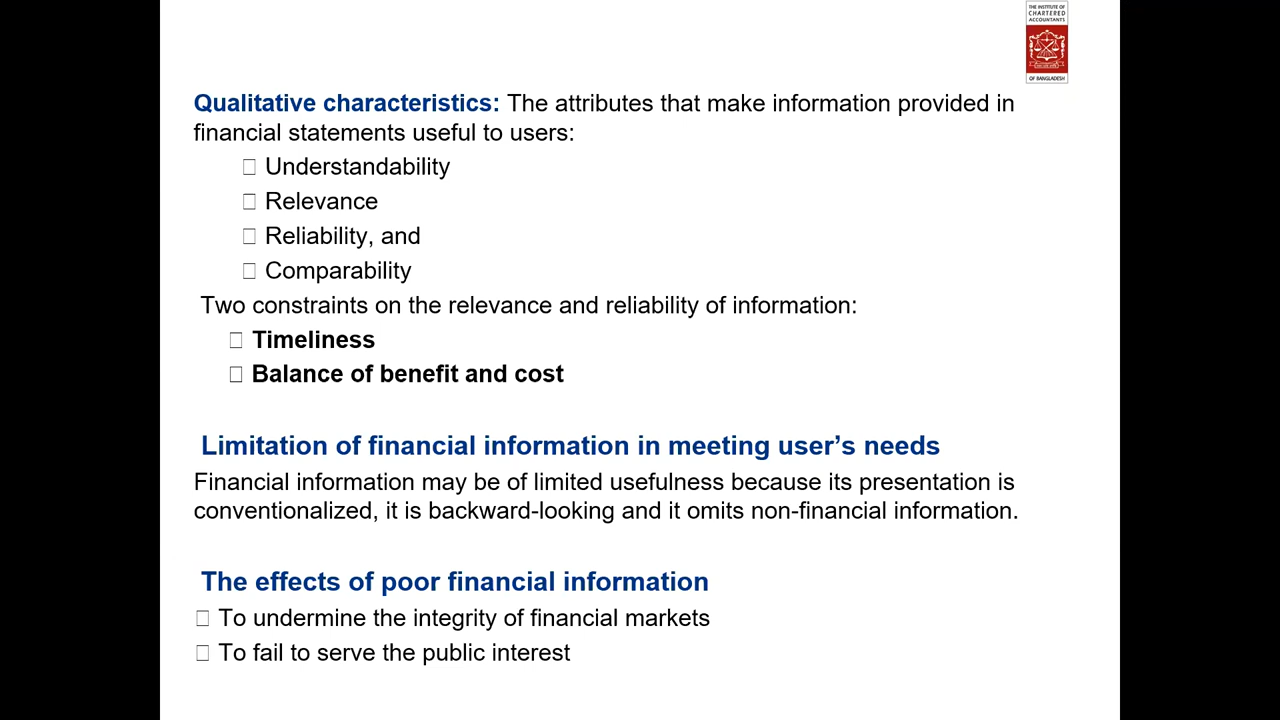 THE INSTITUTE OF
CHARTERED
ACCOUNTANTS
OF BANGLADESH
Qualitative characteristics: The attributes that make information provided in
financial statements useful to users:
Understandability
Relevance
Reliability, and
Comparability
Two constraints on the relevance and reliability of information:
Timeliness
Balance of benefit and cost
Limitation of financial information in meeting user’s needs
Financial information may be of limited usefulness because its presentation is
conventionalized, it is backward-looking and it omits non-financial information.
The effects of poor financial information
To undermine the integrity of financial markets
To fail to serve the public interest